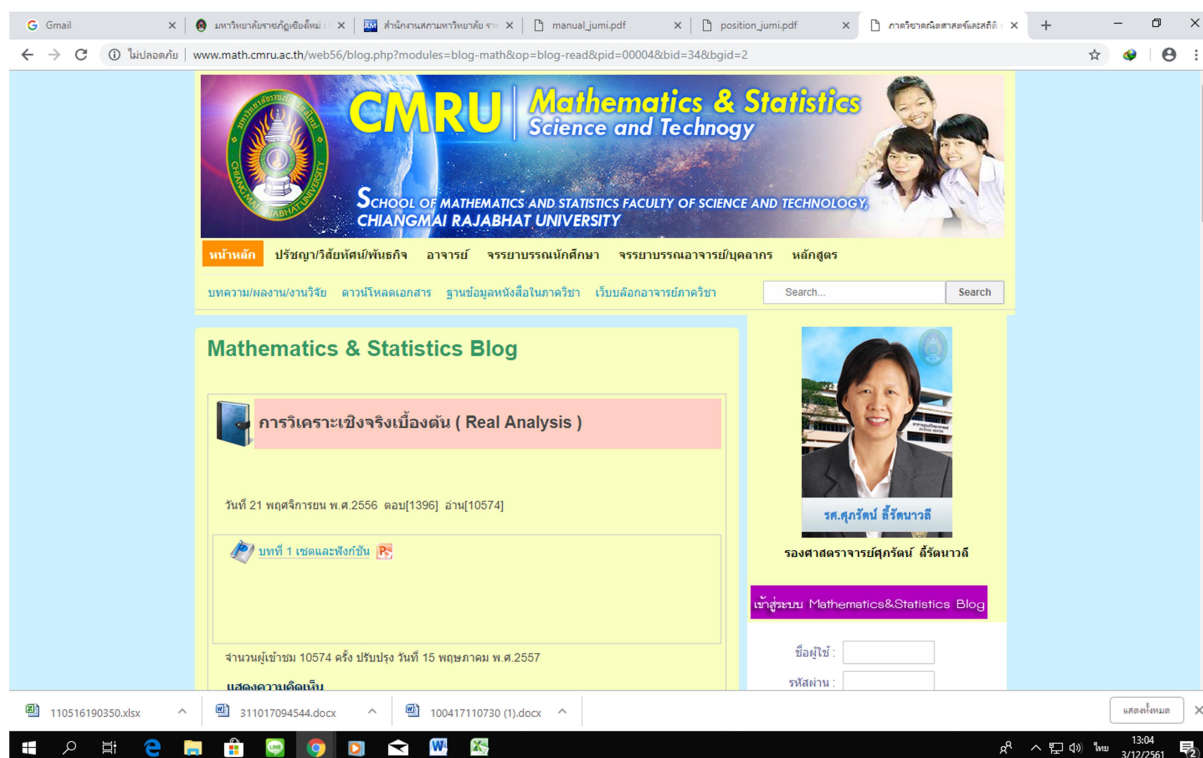 Gmail
มหาวิทยาลัยราชภัฏเชียงใหม่ :
สำนักงานสภามหาวิทยาลัย
manual_jumi.pdf
position_jumi.pdf
ภาควิชาคณิตศาสตร์และสถิติ
ไม่ปลอดภัย
www.math.cmru.ac.th/web56/blog.php?modules=blog-math&op=blog-read&pid=00004&bid=34&bgid=2
CMRU Mathematics & Statistics
Science and Technogy
SCHOOL OF MATHEMATICS AND STATISTICS FACULTY OF SCIENCE AND TECHNOLOGY,
CHIANGMAI RAJABHAT UNIVERSITY
หน้าหลัก ปรัชญา/วิสัยทัศน์/พันธกิจ อาจารย์ จรรยาบรรณนักศึกษา จรรยาบรรณอาจารย์/บุคลากร หลักสูตร
บทความ/ผลงาน/งานวิจัย ดาวน์โหลดเอกสาร ฐานข้อมูลหนังสือในภาควิชา เว็บบล๊อกอาจารย์ภาควิชา
Search...
Search
Mathematics & Statistics Blog
การวิเคราะเชิงจริงเบื้องต้น ( Real Analysis )
วันที่ 21 พฤศจิการยน พ.ศ.2556 ตอบ[1396] อ่าน[10574]
บทที่ 1 เซตและฟังก์ชัน
จำนวนผู้เข้าชม 10574 ครั้ง ปรับปรุง วันที่ 15 พฤษภาคม พ.ศ.2557
แสดงความคิดเห็น
รศ.ศุภรัตน์ ลี้รัตนาวลี
รองศาสตราจารย์ศุภรัตน์ ลี้รัตนาวลี
เข้าสู่ระบบ Mathematics&Statistics Blog
ชื่อผู้ใช้ :
รหัสผ่าน :
110516190350.xlsx
311017094544.docx
100417110730 (1).docx
แสดงทั้งหมด
ไทย
13:04
3/12/2561